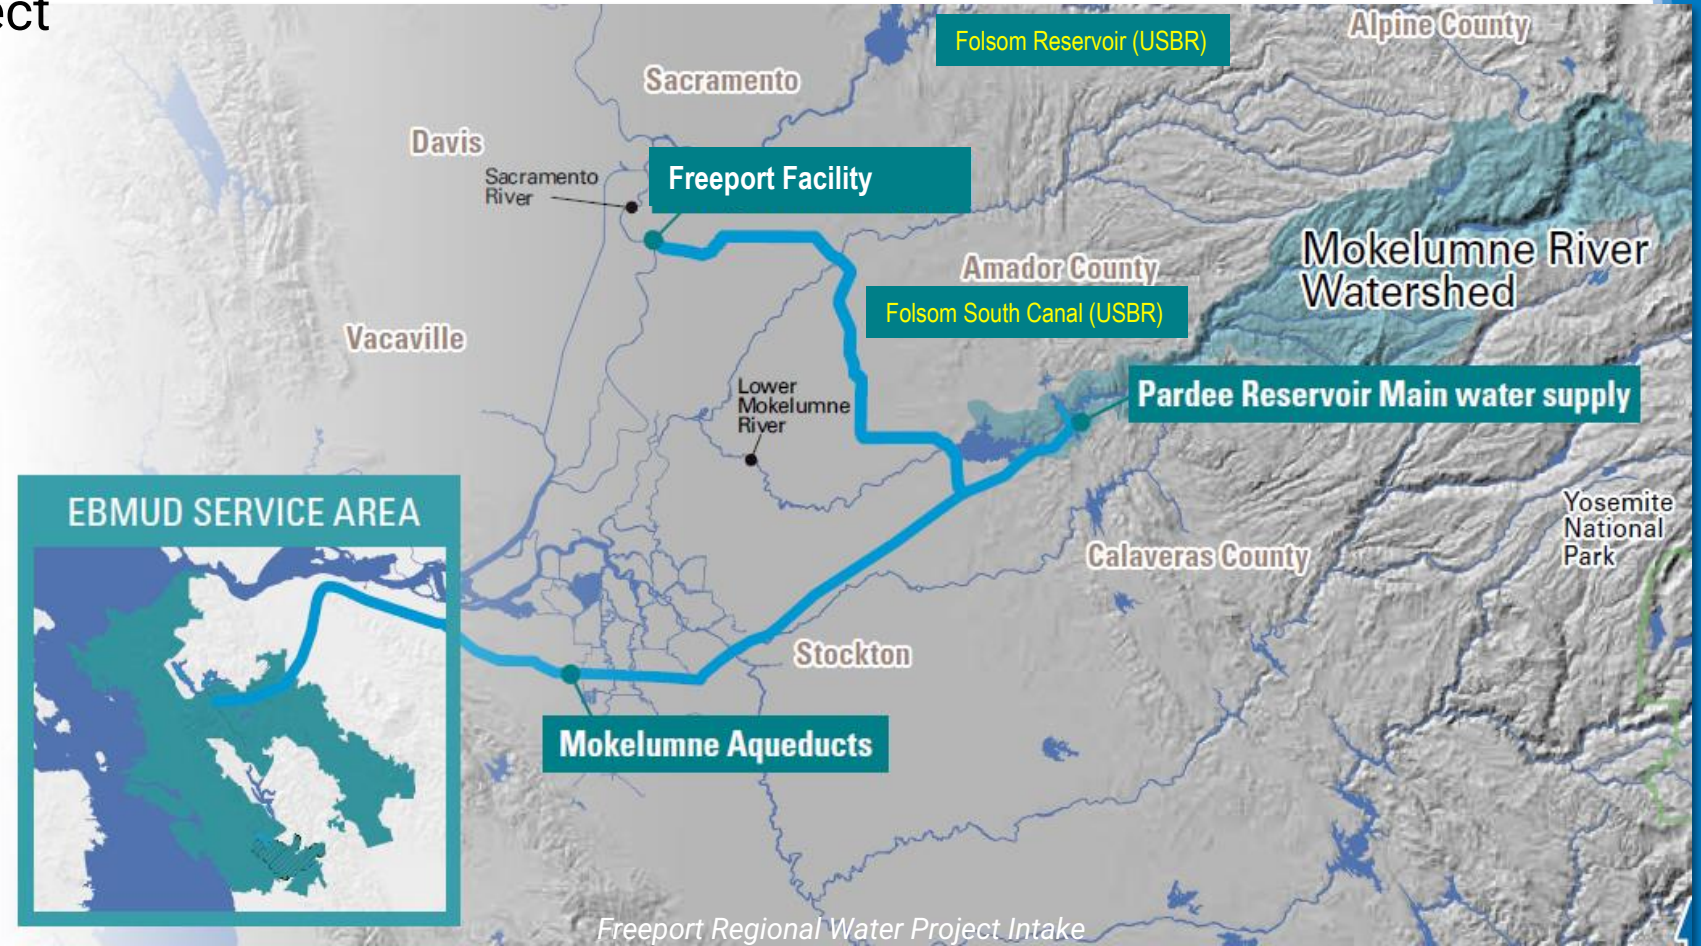 ect
Folsom Reservoir (USBR)
Alpine County
Sacramento
Davis
Sacramento
River
Freeport Facility
Mokelumne River
Watershed
Amador County
Folsom South Canal (USBR)
Vacaville
Lower
Mokelumne
River
Pardee Reservoir Main water supply
EBMUD SERVICE AREA
Yosemite
National
Park
Calaveras County
Stockton
Mokelumne Aqueducts
Freeport Regional Water Project Intake